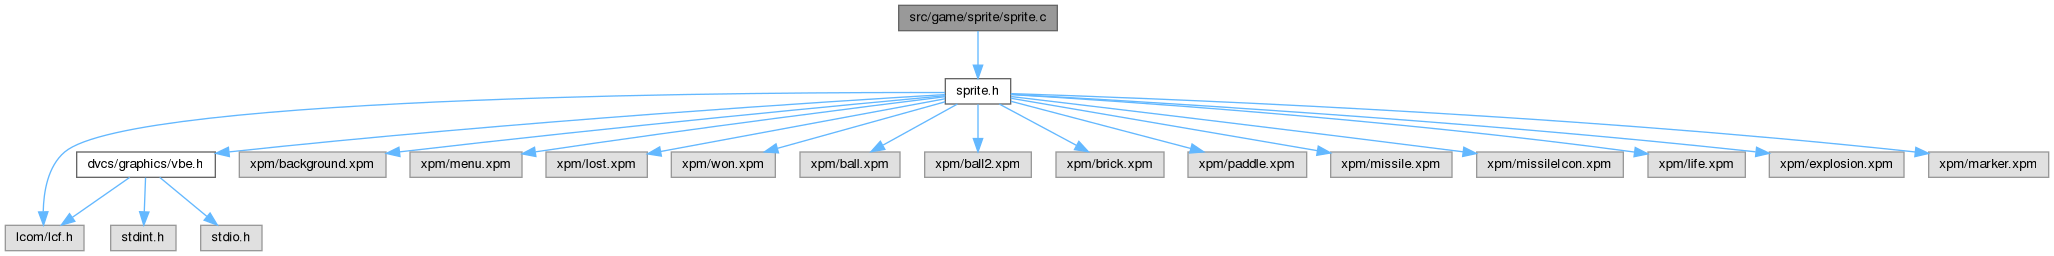 src/game/sprite/sprite.c
sprite.h
dvcs/graphics/vbe.h
xpm/background.xpm
xpm/menu.xpm
xpm/lost.xpm
xpm/won.xpm
xpm/ball.xpm
xpm/ball2.xpm
xpm/brick.xpm
xpm/paddle.xpm
xpm/missile.xpm
xpm/missileIcon.xpm
xpm/life.xpm
xpm/explosion.xpm
xpm/marker.xpm
lcom/lcf.h
stdint.h
stdio.h